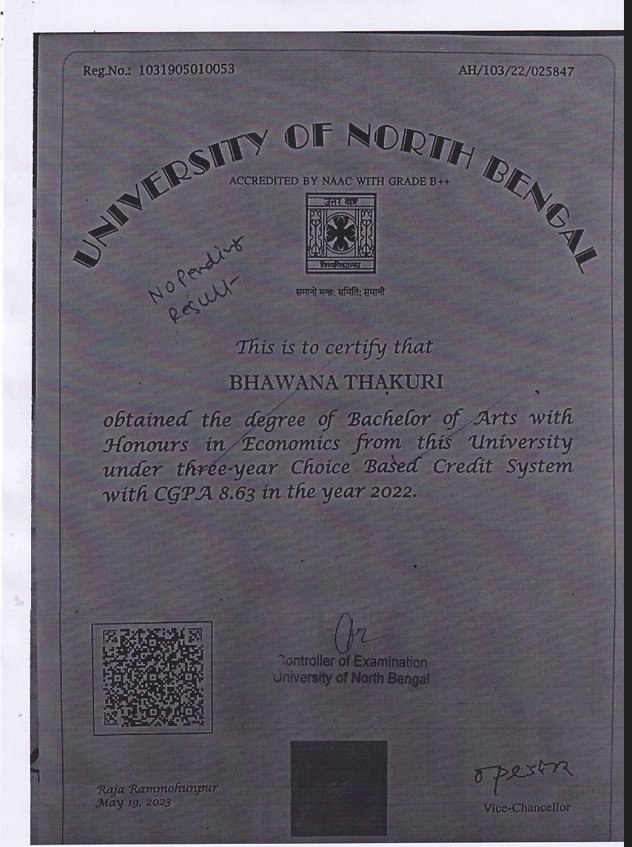 Reg.No.: 1031905010053
AH/103/22/025847
UNIVERSITY OF NORTH BENGAL
ACCREDITED BY NAAC WITH GRADE B++
समानो मन्त्र: समिति: समानी
No Pending
Result
This is to certify that
BHAWANA THAKURI
obtained the degree of Bachelor of Arts with
Honours in Economics from this University
under three-year Choice Based Credit System
with CGPA 8.63 in the year 2022.
Controller of Examination
University of North Bengal
Raja Rammohunpur
May 19, 2023
Vice-Chancellor